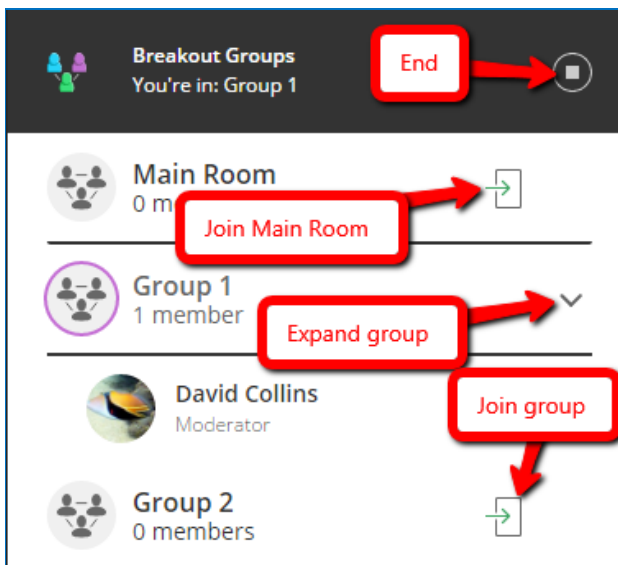 Breakout Groups
You're in: Group 1
End
Main Room
0 m
Join Main Room
Group 1
1 member
Expand group
David Collins
Moderator
Join group
Group 2
0 members